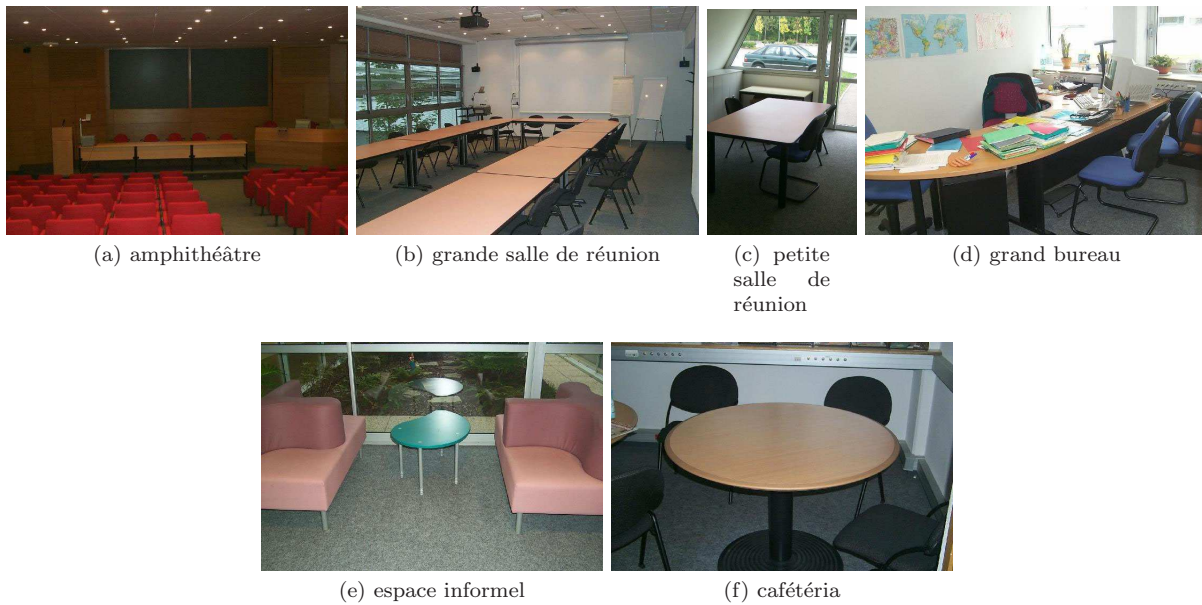 (a) amphithéâtre
(b) grande salle de réunion
(c) petite
salle de
réunion
(d) grand bureau
(e) espace informel
(f) cafétéria